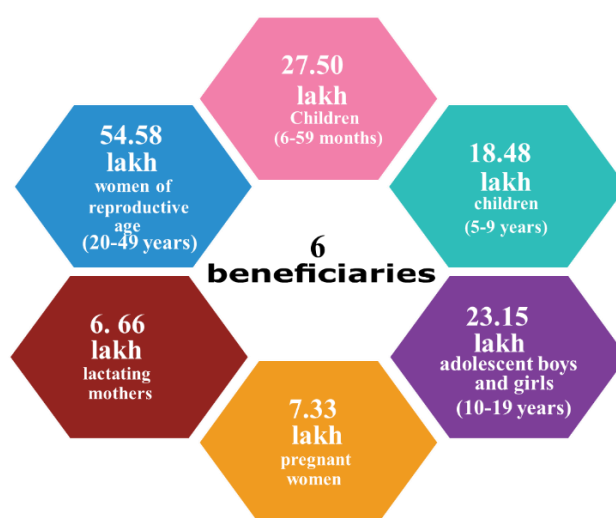 27.50
lakh
Children
(6-59 months)
54.58
lakh
women of
reproductive
age
(20-49 years)
18.48
lakh
children
(5-9 years)
6
beneficiaries
6. 66
lakh
lactating
mothers
23.15
lakh
adolescent boys
and girls
(10-19 years)
7.33
lakh
pregnant
women